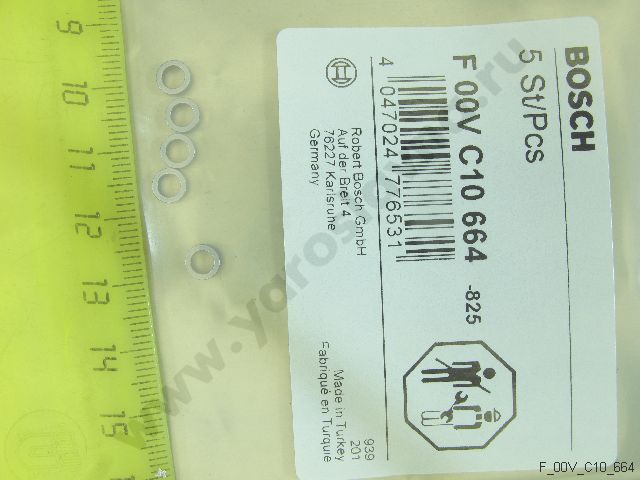 BOSCH
5 St/Pcs
F 00V C10 664 -825
4 047024 776531
Robert Bosch GmbH
Auf der Breit 4
76227 Karlsruhe
Germany
939
201
Made in Turkey
Fabriqué en Turquie
9
10
11
12
13
14
15
F_00V_C10_664